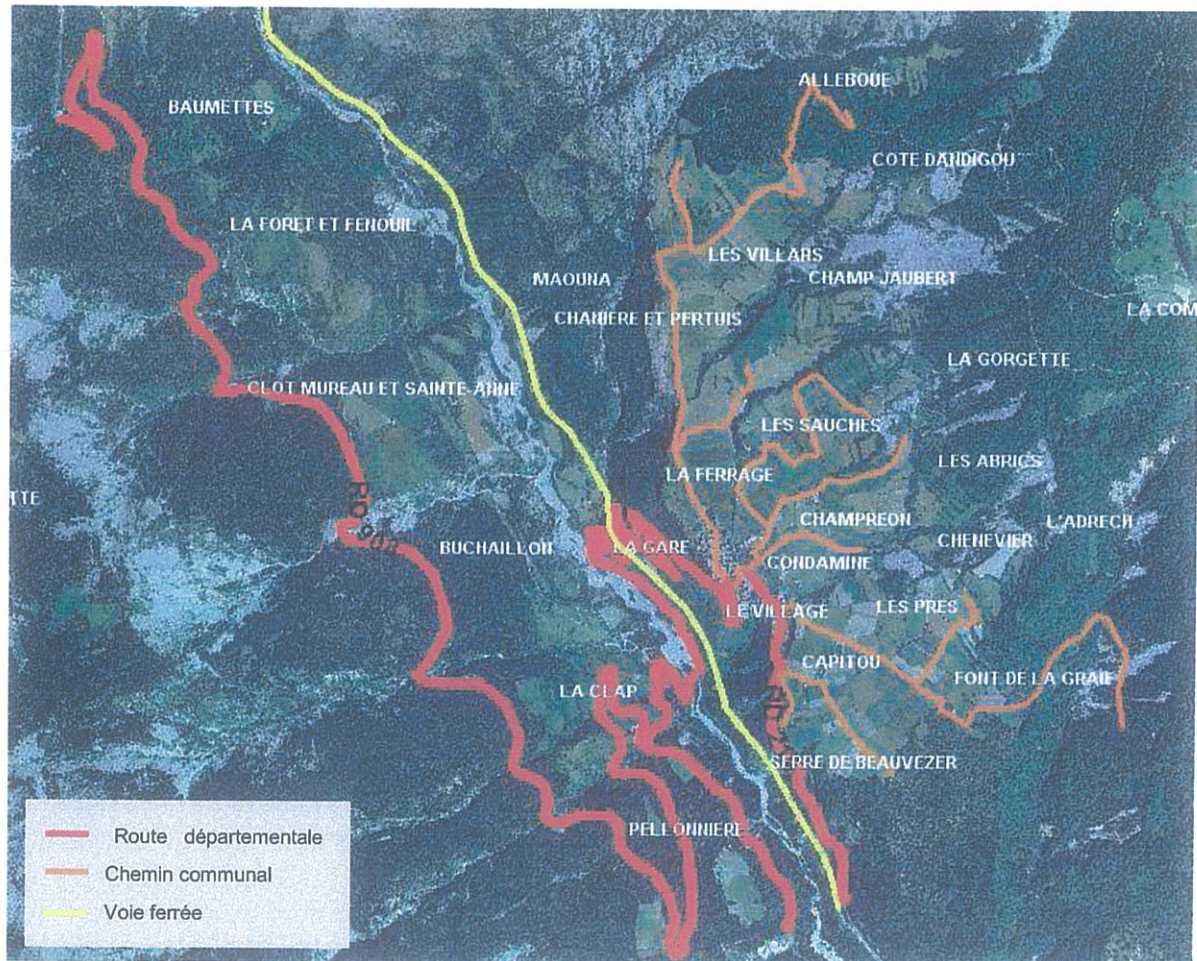 ALLEBOUE
BAUMETTES
COTE DANDIGOU
LA FORET ET FENOUIL
LES VILLARS
MAOUNA
CHAMP JAUBERT
LA COM
CHANIERE ET PERTUIS
LA GORGETTE
CLOT MUREAU ET SAINTE-ANNE
LES SAUCHES
LES ABRICS
LA FERRAGE
TTE
CHAMPREON
L'ADRECH
CHENEVIER
BUCHAILLON
LA GARE
CONDAMINE
LE VILLAGE
LES PRES
CAPITOU
FONT DE LA GRAIE
LA CLAP
SERRE DE BEAUVEZER
PELLONNIERE
Route départementale
Chemin communal
Voie ferrée